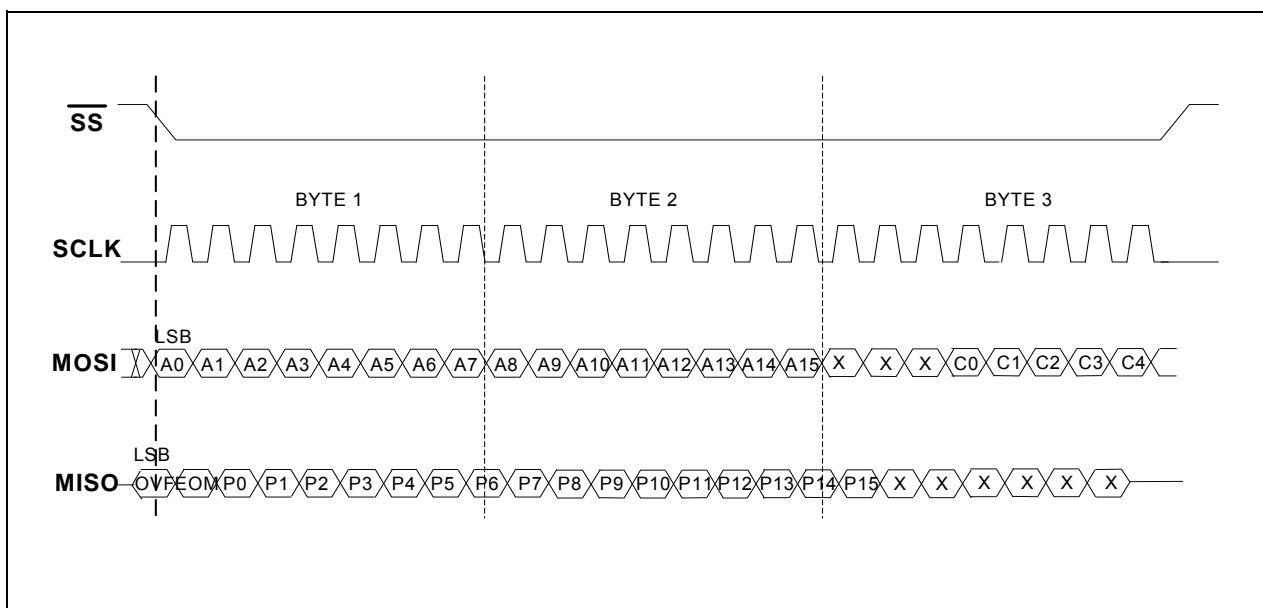 SS
BYTE 1 BYTE 2 BYTE 3
SCLK
LSB
MOSI A0 A1 A2 A3 A4 A5 A6 A7 A8 A9 A10 A11 A12 A13 A14 A15 X X X C0 C1 C2 C3 C4
LSB
MISO OVF EOM P0 P1 P2 P3 P4 P5 P6 P7 P8 P9 P10 P11 P12 P13 P14 P15 X X X X X X